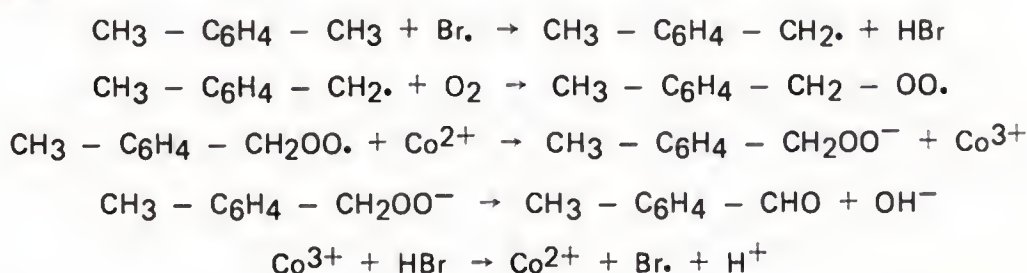 CH₃ – C₆H₄ – CH₃ + Br. → CH₃ – C₆H₄ – CH₂• + HBr
CH₃ – C₆H₄ – CH₂• + O₂ → CH₃ – C₆H₄ – CH₂ – OO.
CH₃ – C₆H₄ – CH₂OO. + Co²⁺ → CH₃ – C₆H₄ – CH₂OO⁻ + Co³⁺
CH₃ – C₆H₄ – CH₂OO⁻ → CH₃ – C₆H₄ – CHO + OH⁻
Co³⁺ + HBr → Co²⁺ + Br. + H⁺